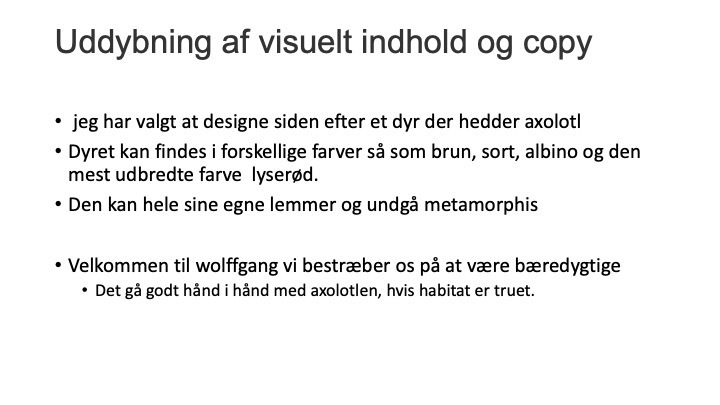 Uddybning af visuelt indhold og copy
• jeg har valgt at designe siden efter et dyr der hedder axolotl
• Dyret kan findes i forskellige farver så som brun, sort, albino og den
mest udbredte farve lyserød.
• Den kan hele sine egne lemmer og undgå metamorphis
• Velkommen til wolffgang vi bestræber os på at være bæredygtige
• Det gå godt hånd i hånd med axolotlen, hvis habitat er truet.